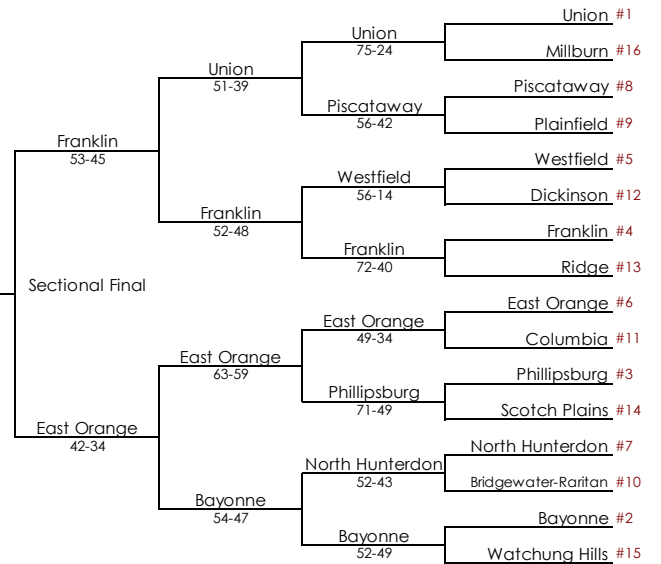 Union #1
Union
75-24
Millburn #16
Union
51-39
Piscataway #8
Piscataway
56-42
Plainfield #9
Franklin
53-45
Westfield #5
Westfield
56-14
Dickinson #12
Franklin
52-48
Franklin #4
Franklin
72-40
Ridge #13
Sectional Final
East Orange #6
East Orange
49-34
Columbia #11
East Orange
63-59
Phillipsburg #3
Phillipsburg
71-49
Scotch Plains #14
East Orange
42-34
North Hunterdon #7
North Hunterdon
52-43
Bridgewater-Raritan #10
Bayonne
54-47
Bayonne #2
Bayonne
52-49
Watchung Hills #15